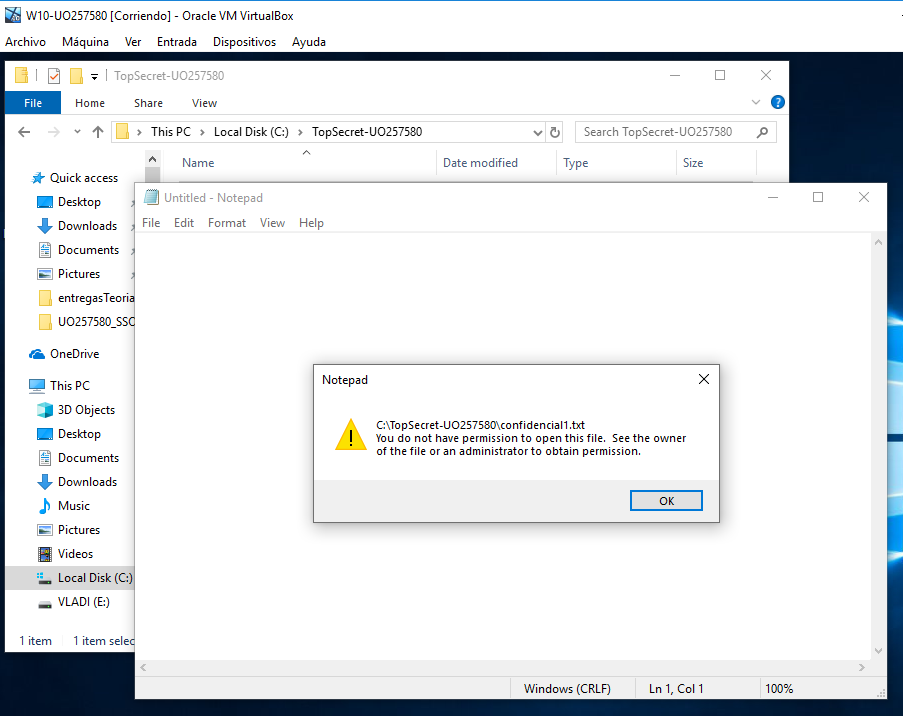 W10-UO257580 [Corriendo] - Oracle VM VirtualBox
Archivo Máquina Ver Entrada Dispositivos Ayuda
TopSecret-UO257580
File Home Share View
This PC Local Disk (C:) TopSecret-UO257580 Search TopSecret-UO257580
Name Date modified Type Size
Quick access
Desktop
Downloads
Documents
Pictures
entregasTeoria
UO257580_SSO
OneDrive
This PC
3D Objects
Desktop
Documents
Downloads
Music
Pictures
Videos
Local Disk (C:)
VLADI (E:)
1 item 1 item selec
Untitled - Notepad
File Edit Format View Help
Notepad
C:\TopSecret-UO257580\confidencial1.txt
You do not have permission to open this file. See the owner
of the file or an administrator to obtain permission.
OK
Windows (CRLF) Ln 1, Col 1 100%